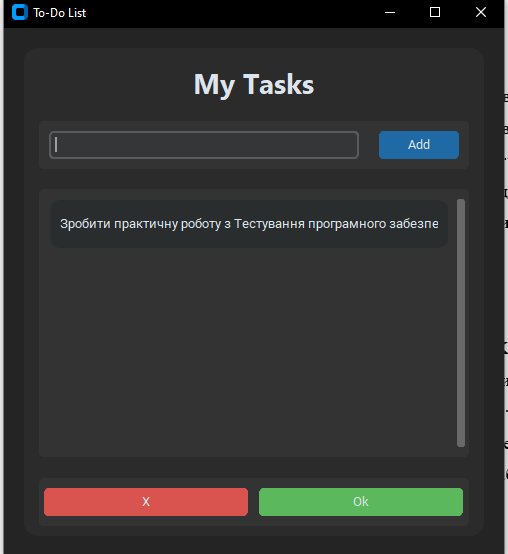 To-Do List
My Tasks
Add
Зробити практичну роботу з Тестування програмного забезпе
X
Ok